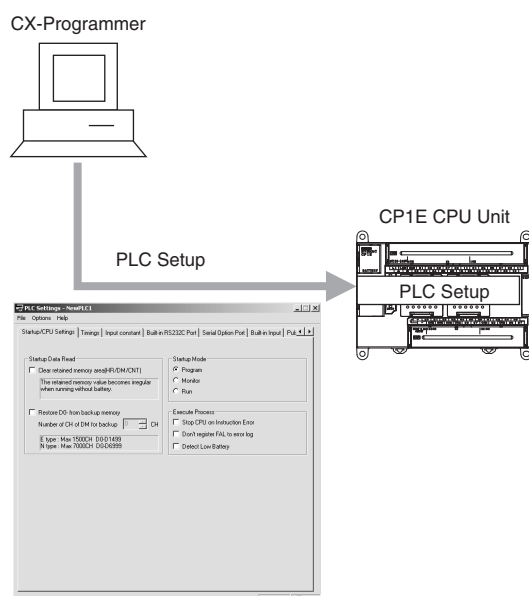 CX-Programmer
CP1E CPU Unit
PLC Setup
BATTERY
PLC Setup
PLC Settings - NewPLC1
File Options Help
Startup/CPU Settings Timings Input constant Built-in RS232C Port Serial Option Port Built-in Input Pul
Startup Data Read
Clear retained memory area(HR/DM/CNT)
The retained memory value becomes irregular
when running without battery.
Restore D0- from backup memory
Number of CH of DM for backup 0 CH
E type : Max 1500CH D0-D1499
N type : Max 7000CH D0-D6999
Startup Mode
Program
Monitor
Run
Execute Process
Stop CPU on Instruction Error
Don't register FAL to error log
Detect Low Battery